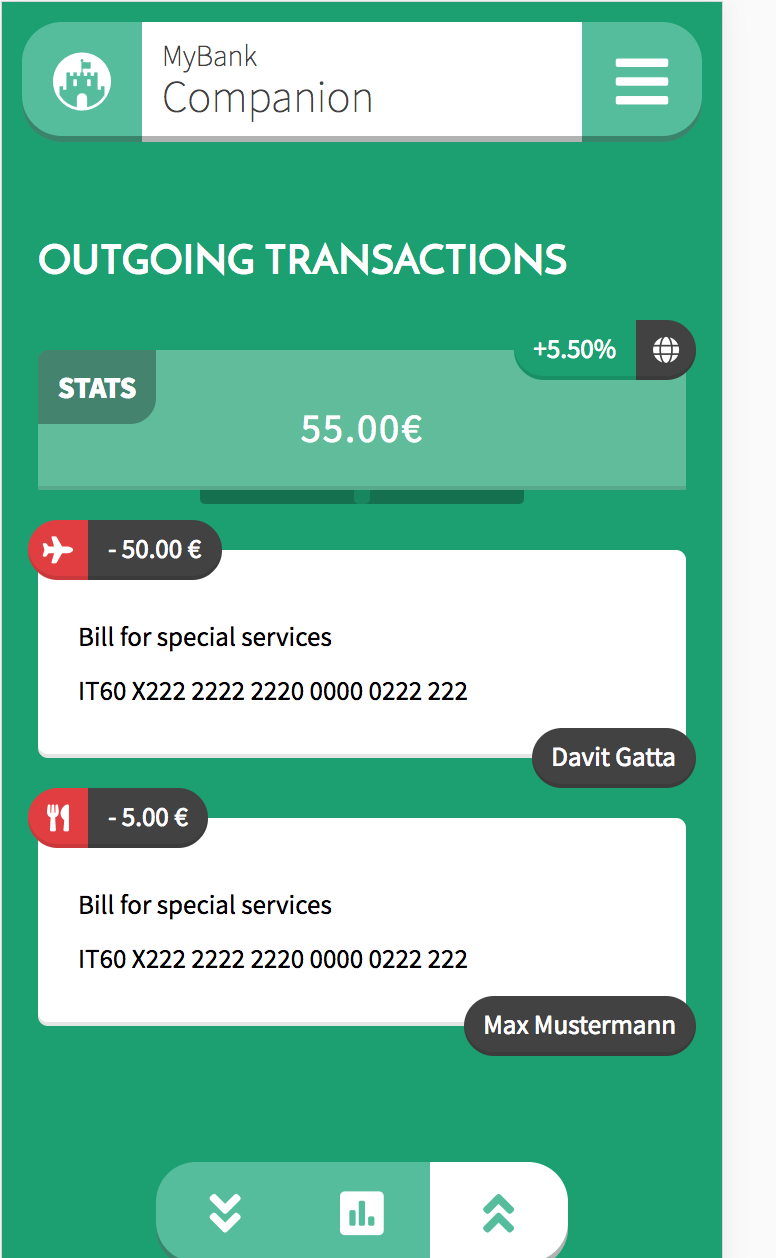 MyBank
Companion
OUTGOING TRANSACTIONS
+5.50%
STATS
55.00€
- 50.00 €
Bill for special services
IT60 X222 2222 2220 0000 0222 222
Davit Gatta
- 5.00 €
Bill for special services
IT60 X222 2222 2220 0000 0222 222
Max Mustermann